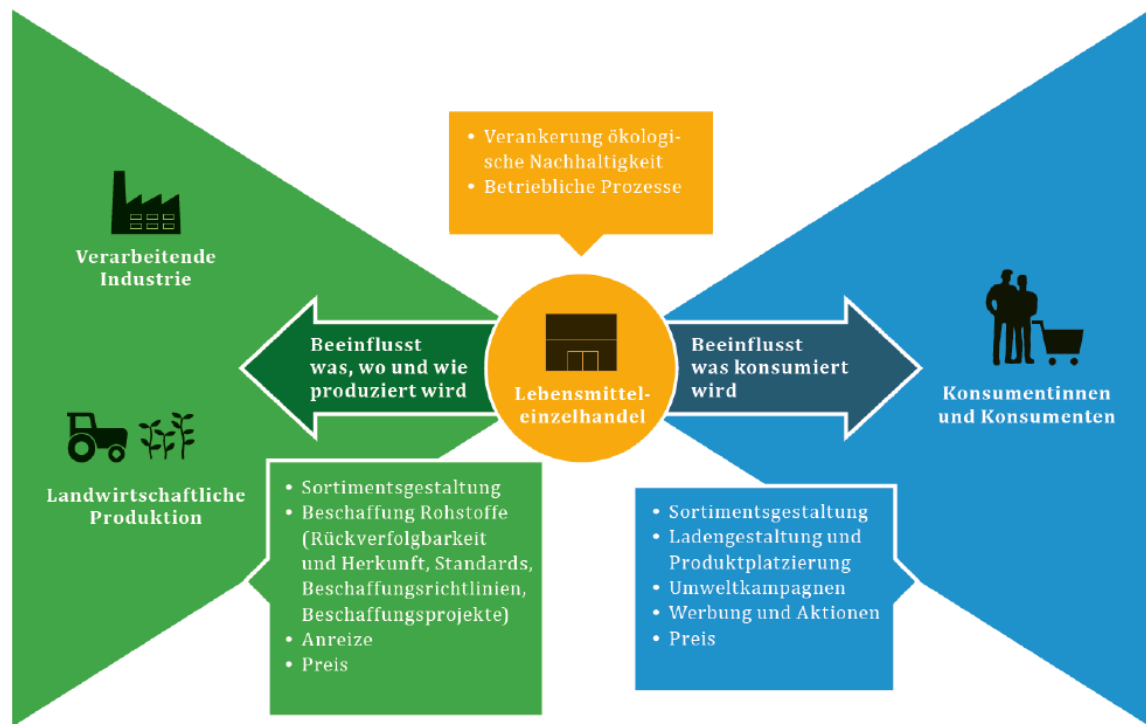 • Verankerung ökologi-
sche Nachhaltigkeit
• Betriebliche Prozesse
Verarbeitende
Industrie
Beeinflusst
was, wo und wie
produziert wird
Lebensmittel-
einzelhandel
Beeinflusst
was konsumiert
wird
Konsumentinnen
und Konsumenten
Landwirtschaftliche
Produktion
• Sortimentsgestaltung
• Beschaffung Rohstoffe
(Rückverfolgbarkeit
und Herkunft, Standards,
Beschaffungsrichtlinien,
Beschaffungsprojekte)
• Anreize
• Preis
• Sortimentsgestaltung
• Ladengestaltung und
Produktplatzierung
• Umweltkampagnen
• Werbung und Aktionen
• Preis